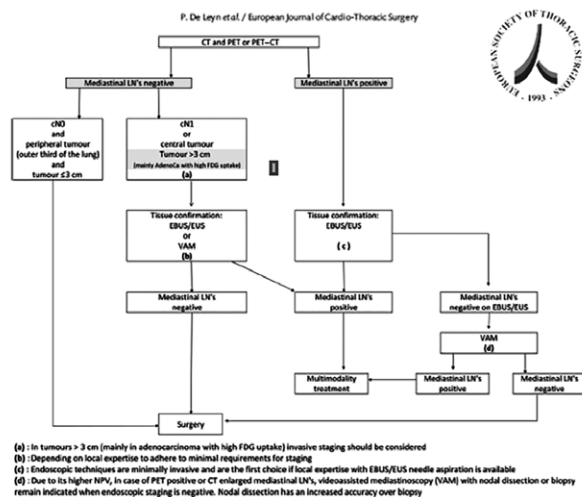 P. De Leyn et al. / European Journal of Cardio-Thoracic Surgery
EUROPEAN SOCIETY OF THORACIC SURGEONS
- 1993 -
CT and PET or PET–CT
Mediastinal LN's negative
Mediastinal LN's positive
cN0
and
peripheral tumour
(outer third of the lung)
and
tumour ≤3 cm
cN1
or
central tumour
Tumour >3 cm
(mainly AdenoCa with high FDG uptake)
(a)
Tissue confirmation:
EBUS/EUS
or
VAM
(b)
Tissue confirmation:
EBUS/EUS
(c)
Mediastinal LN's
negative
Mediastinal LN's
positive
Mediastinal LN's
negative on EBUS/EUS
VAM
(d)
Multimodality
treatment
Mediastinal LN's
positive
Mediastinal LN's
negative
Surgery
(a) : In tumours > 3 cm (mainly in adenocarcinoma with high FDG uptake) invasive staging should be considered
(b) : Depending on local expertise to adhere to minimal requirements for staging
(c) : Endoscopic techniques are minimally invasive and are the first choice if local expertise with EBUS/EUS needle aspiration is available
(d) : Due to its higher NPV, in case of PET positive or CT enlarged mediastinal LN's, videoassisted mediastinoscopy (VAM) with nodal dissection or biopsy
remain indicated when endoscopic staging is negative. Nodal dissection has an increased accuracy over biopsy